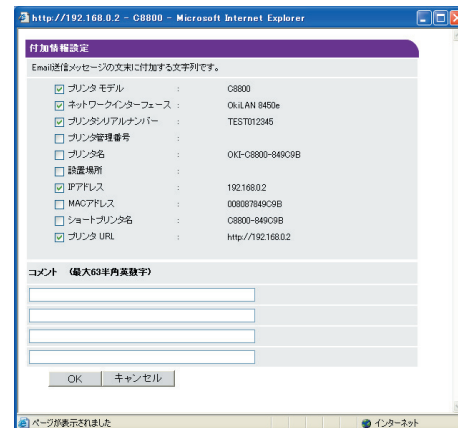 http://192.168.0.2 - C8800 - Microsoft Internet Explorer
付加情報設定
Email送信メッセージの文末に付加する文字列です。
プリンタ モデル : C8800
ネットワークインターフェース : OkiLAN 8450e
プリンタシリアルナンバー : TEST012345
プリンタ管理番号 :
プリンタ名 : OKI-C8800-849C9B
設置場所 :
IPアドレス : 192.168.0.2
MACアドレス : 008087849C9B
ショートプリンタ名 : C8800-849C9B
プリンタ URL : http://192.168.0.2
コメント (最大63半角英数字)
OK キャンセル
ページが表示されました インターネット